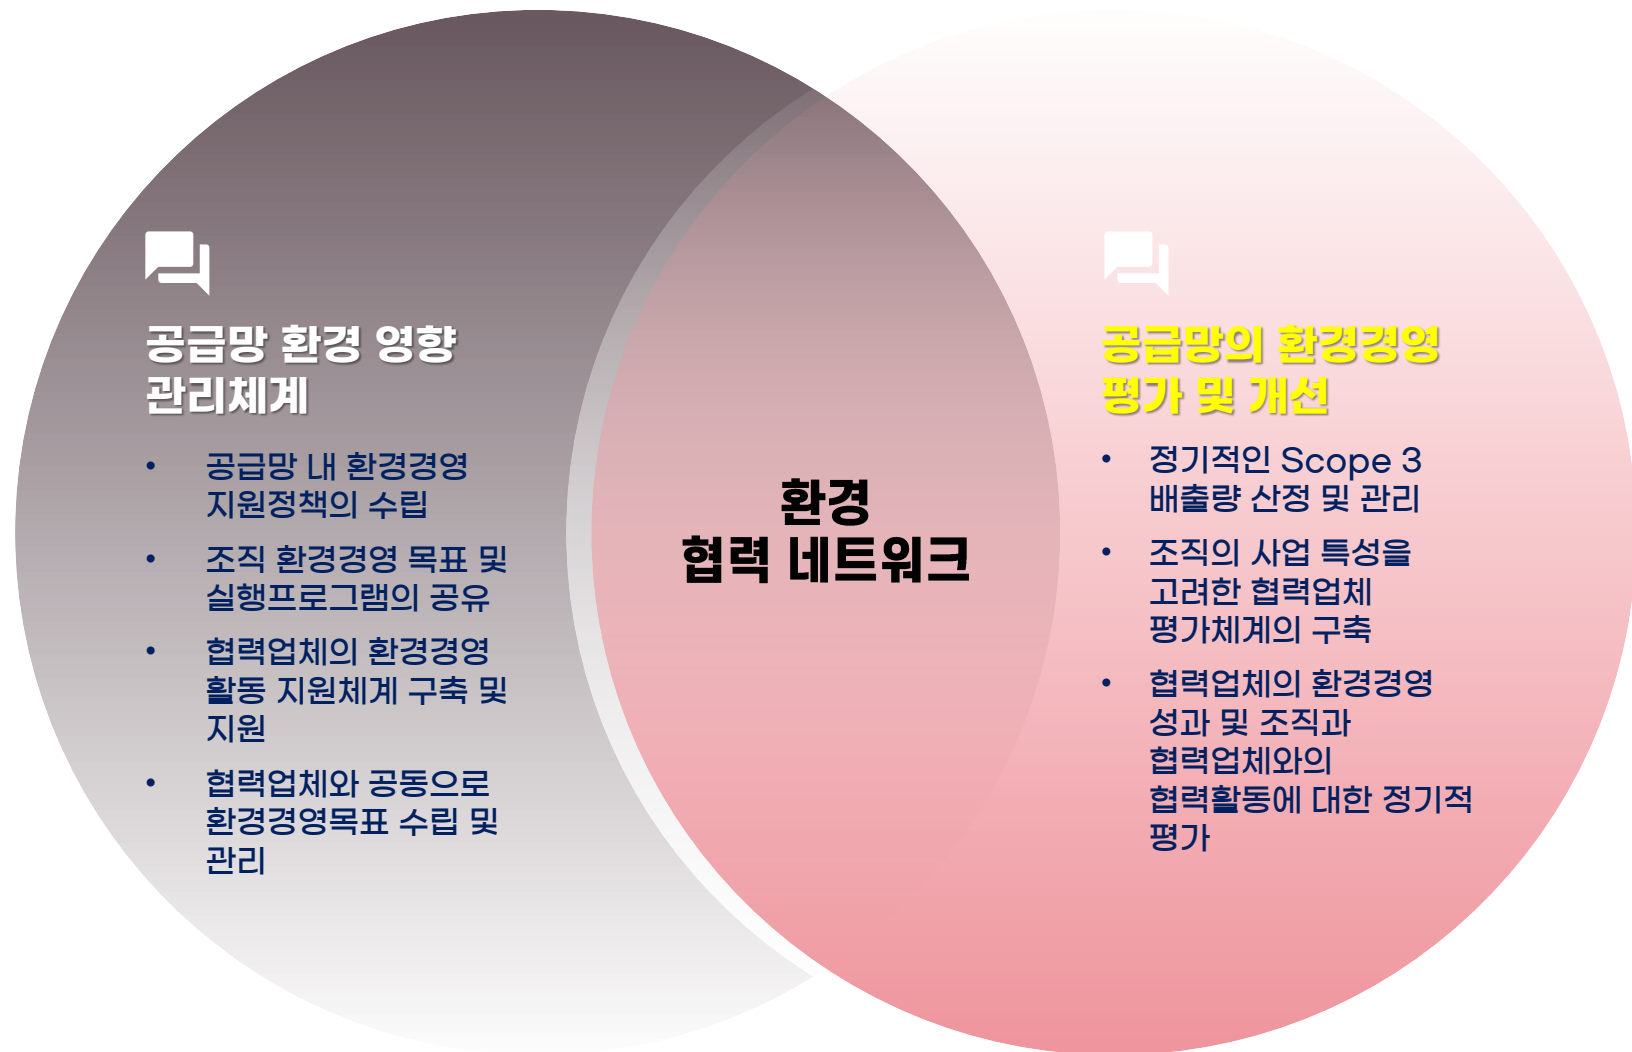 공급망 환경 영향
관리체계
• 공급망 내 환경경영
지원정책의 수립
• 조직 환경경영 목표 및
실행프로그램의 공유
• 협력업체의 환경경영
활동 지원체계 구축 및
지원
• 협력업체와 공동으로
환경경영목표 수립 및
관리
환경
협력 네트워크
공급망의 환경경영
평가 및 개선
• 정기적인 Scope 3
배출량 산정 및 관리
• 조직의 사업 특성을
고려한 협력업체
평가체계의 구축
• 협력업체의 환경경영
성과 및 조직과
협력업체와의
협력활동에 대한 정기적
평가